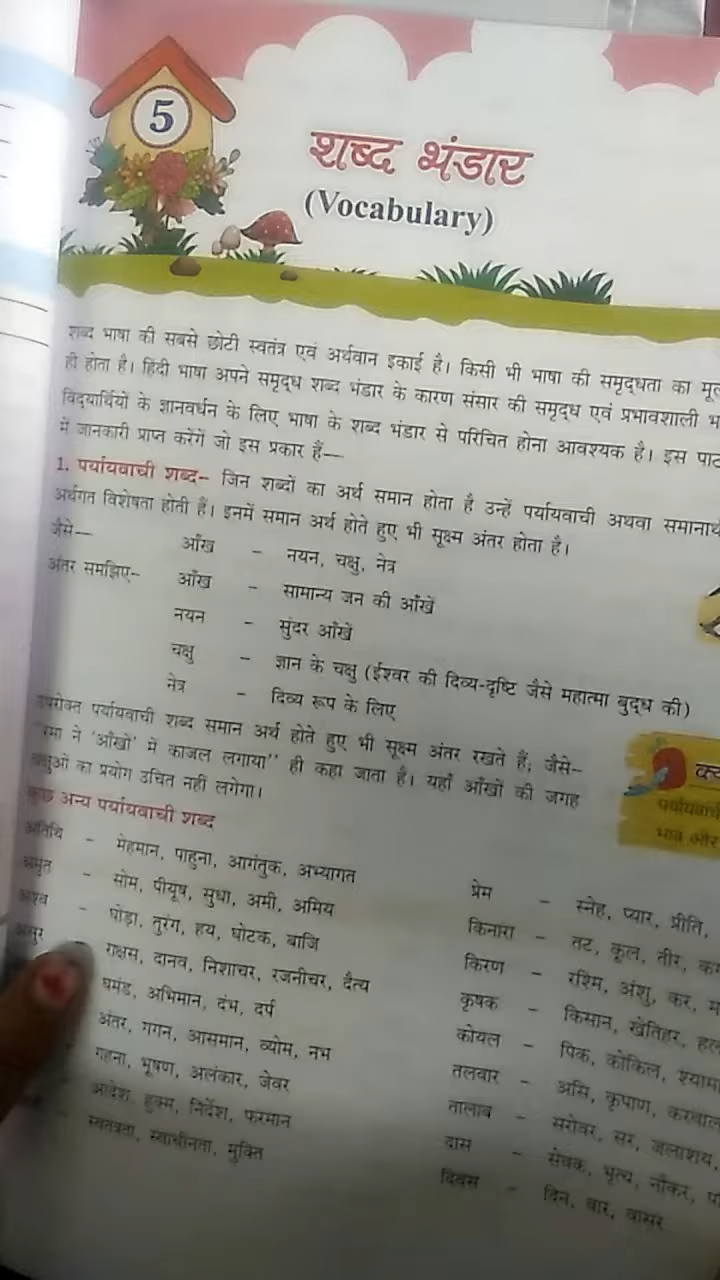 5
शब्द भंडार
(Vocabulary)
शब्द भाषा की सबसे छोटी स्वतंत्र एवं अर्थवान इकाई है। किसी भी भाषा की समृद्धता का
ही होता है। हिंदी भाषा अपने समृद्ध शब्द भंडार के कारण संसार की समृद्ध एवं प्रभावशाली
विद्यार्थियों के ज्ञानवर्धन के लिए भाषा के शब्द भंडार से परिचित होना आवश्यक है। इस
में जानकारी प्राप्त करेंगें जो इस प्रकार हैं—
1. पर्यायवाची शब्द– जिन शब्दों का अर्थ समान होता है उन्हें पर्यायवाची अथवा
अर्थगत विशेषता होती हैं। इनमें समान अर्थ होते हुए भी सूक्ष्म अंतर होता है।
जैसे— आँख – नयन, चक्षु, नेत्र
अंतर समझिए– आँख – सामान्य जन की आँखें
नयन – सुंदर आँखें
चक्षु – ज्ञान के चक्षु (ईश्वर की दिव्य-दृष्टि जैसे महात्मा बुद्ध की)
नेत्र – दिव्य रूप के लिए
उपरोक्त पर्यायवाची शब्द समान अर्थ होते हुए भी सूक्ष्म अंतर रखते हैं; जैसे–
ने 'आँखों' में काजल लगाया'' ही कहा जाता है। यहाँ आँखों की जगह
चक्षुओं का प्रयोग उचित नहीं लगेगा।
पर्यायवाची
भाव और
कुछ अन्य पर्यायवाची शब्द
अतिथि – मेहमान, पाहुना, आगंतुक, अभ्यागत
अमृत – सोम, पीयूष, सुधा, अमी, अमिय
अश्व – घोड़ा, तुरंग, हय, घोटक, बाजि
असुर – राक्षस, दानव, निशाचर, रजनीचर, दैत्य
घमंड, अभिमान, दंभ, दर्प
अंतर, गगन, आसमान, व्योम, नभ
गहना, भूषण, अलंकार, जेवर
आदेश, हुक्म, निर्देश, फरमान
– स्वतंत्रता, स्वाधीनता, मुक्ति
प्रेम – स्नेह, प्यार, प्रीति,
किनारा – तट, कूल, तीर,
किरण – रश्मि, अंशु, कर,
कृषक – किसान, खेतिहर,
कोयल – पिक, कोकिल, श्यामा
तलवार – असि, कृपाण, करवाल
तालाब – सरोवर, सर, जलाशय,
दास – सेवक, भृत्य, नौकर,
दिवस – दिन, वार, वासर